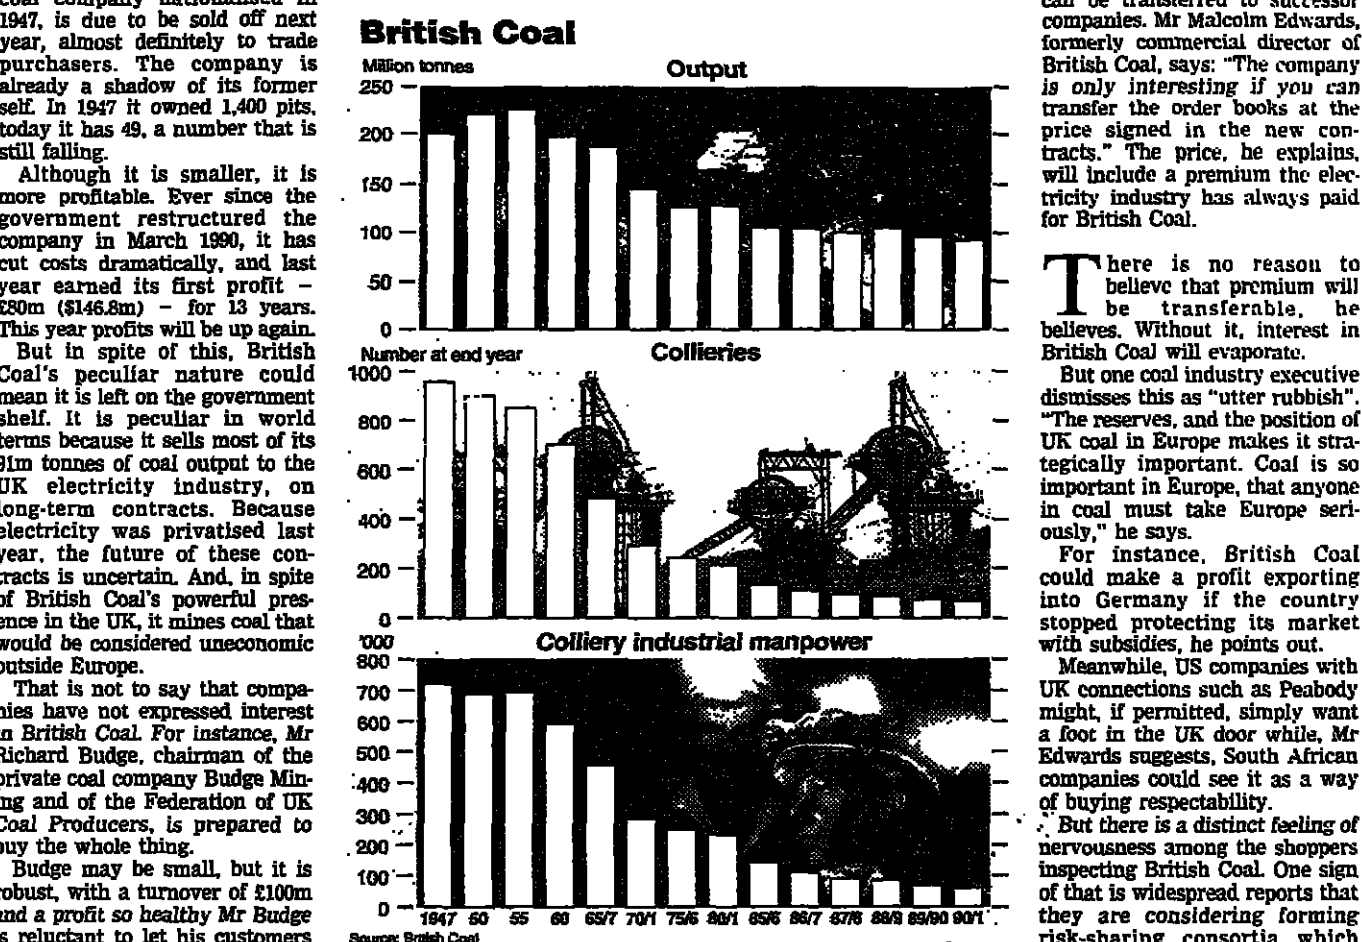 coal company nationalised in
1947, is due to be sold off next
year, almost definitely to trade
purchasers. The company is
already a shadow of its former
self. In 1947 it owned 1,400 pits,
today it has 49, a number that is
still falling.
Although it is smaller, it is
more profitable. Ever since the
government restructured the
company in March 1990, it has
cut costs dramatically, and last
year earned its first profit –
£80m ($146.8m) – for 13 years.
This year profits will be up again.
But in spite of this, British
Coal's peculiar nature could
mean it is left on the government
shelf. It is peculiar in world
terms because it sells most of its
91m tonnes of coal output to the
UK electricity industry, on
long-term contracts. Because
electricity was privatised last
year, the future of these con-
tracts is uncertain. And, in spite
of British Coal's powerful pres-
ence in the UK, it mines coal that
would be considered uneconomic
outside Europe.
That is not to say that compa-
nies have not expressed interest
in British Coal. For instance, Mr
Richard Budge, chairman of the
private coal company Budge Min-
ing and of the Federation of UK
Coal Producers, is prepared to
buy the whole thing.
Budge may be small, but it is
robust, with a turnover of £100m
and a profit so healthy Mr Budge
is reluctant to let his customers
British Coal
Million tonnes
Output
250
200
150
100
50
0
Number at end year
Collieries
1000
800
600
400
200
0
'000
Colliery industrial manpower
800
700
600
500
400
300
200
100
0
1947 50 55 60 65/7 70/1 75/6 80/1 85/6 86/7 87/8 88/9 89/90 90/1
Source: British Coal
can be transferred to successor
companies. Mr Malcolm Edwards,
formerly commercial director of
British Coal, says: "The company
is only interesting if you can
transfer the order books at the
price signed in the new con-
tracts." The price, he explains,
will include a premium the elec-
tricity industry has always paid
for British Coal.
There is no reason to
believe that premium will
be transferable, he
believes. Without it, interest in
British Coal will evaporate.
But one coal industry executive
dismisses this as "utter rubbish".
"The reserves, and the position of
UK coal in Europe makes it stra-
tegically important. Coal is so
important in Europe, that anyone
in coal must take Europe seri-
ously," he says.
For instance, British Coal
could make a profit exporting
into Germany if the country
stopped protecting its market
with subsidies, he points out.
Meanwhile, US companies with
UK connections such as Peabody
might, if permitted, simply want
a foot in the UK door while, Mr
Edwards suggests, South African
companies could see it as a way
of buying respectability.
But there is a distinct feeling of
nervousness among the shoppers
inspecting British Coal. One sign
of that is widespread reports that
they are considering forming
risk-sharing consortia which